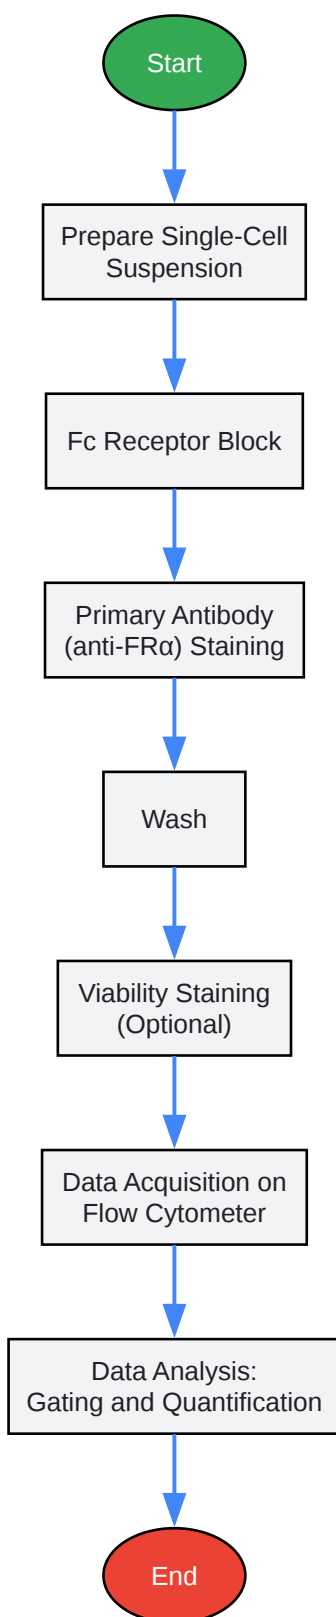 Start
Prepare Single-Cell
Suspension
Fc Receptor Block
Primary Antibody
(anti-FRα) Staining
Wash
Viability Staining
(Optional)
Data Acquisition on
Flow Cytometer
Data Analysis:
Gating and Quantification
End